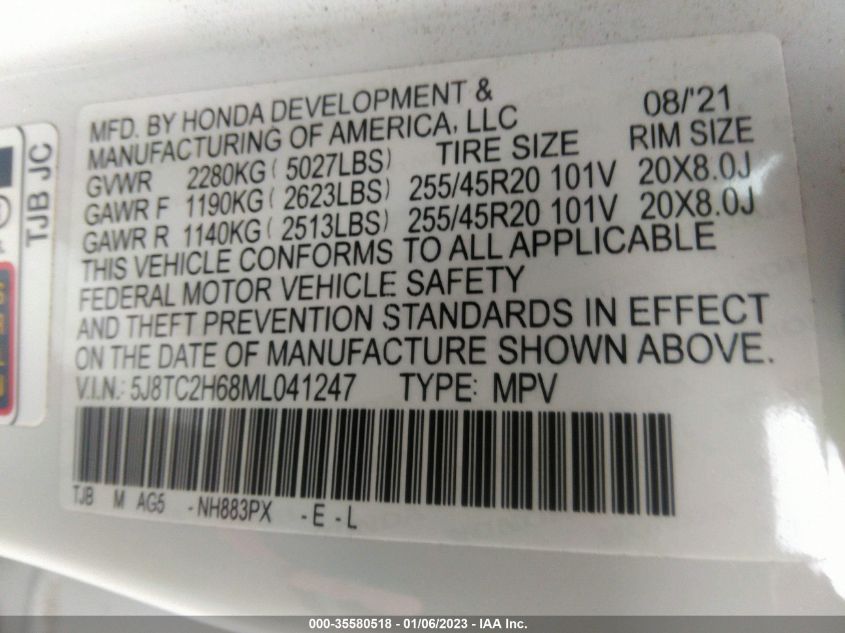 MFD. BY HONDA DEVELOPMENT & 08/'21
MANUFACTURING OF AMERICA, LLC
TIRE SIZE RIM SIZE
GVWR 2280KG ( 5027LBS)
GAWR F 1190KG ( 2623LBS) 255/45R20 101V 20X8.0J
GAWR R 1140KG ( 2513LBS) 255/45R20 101V 20X8.0J
THIS VEHICLE CONFORMS TO ALL APPLICABLE
FEDERAL MOTOR VEHICLE SAFETY
AND THEFT PREVENTION STANDARDS IN EFFECT
ON THE DATE OF MANUFACTURE SHOWN ABOVE.
V.I.N.: 5J8TC2H68ML041247 TYPE: MPV
TJB M AG5 -NH883PX -E -L
TJB JC
000-35580518 - 01/06/2023 - IAA Inc.